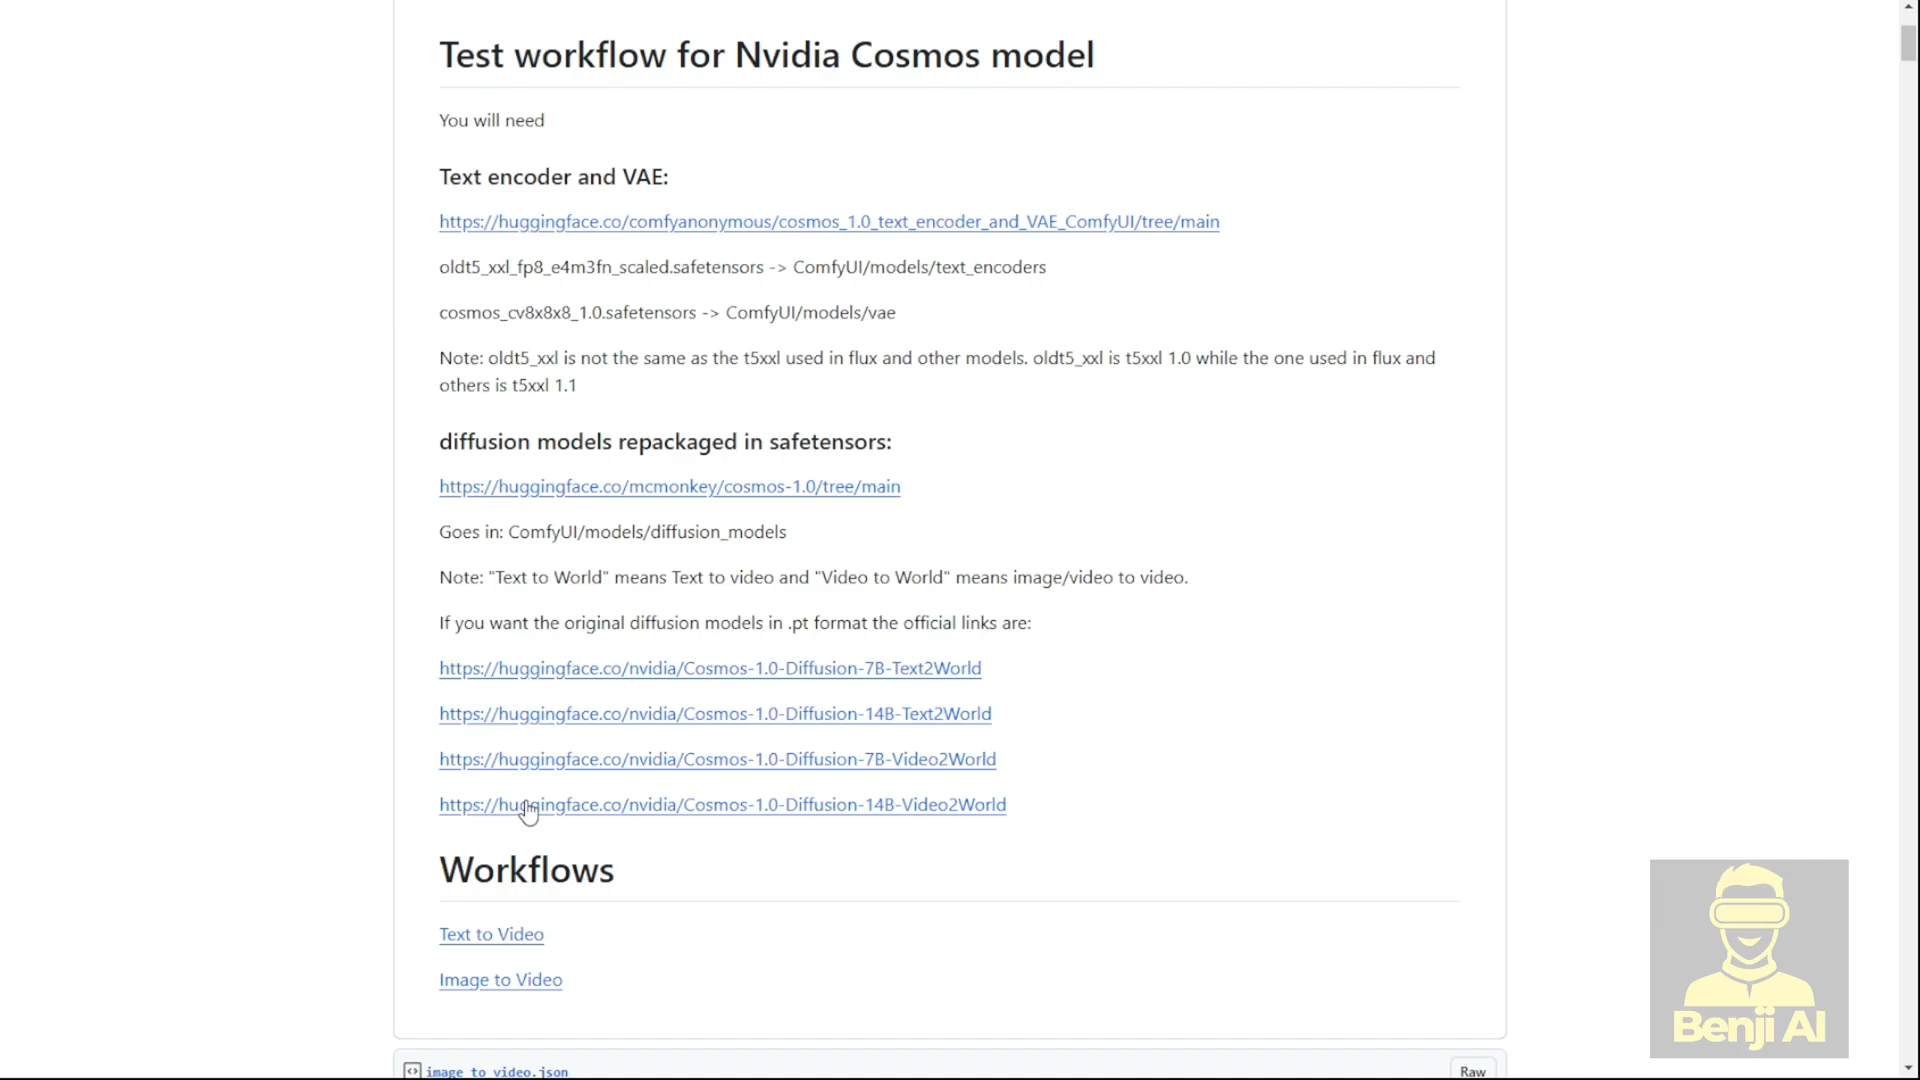 Test workflow for Nvidia Cosmos model
You will need
Text encoder and VAE:
https://huggingface.co/comfyanonymous/cosmos_1.0_text_encoder_and_VAE_ComfyUI/tree/main
oldt5_xxl_fp8_e4m3fn_scaled.safetensors -> ComfyUI/models/text_encoders
cosmos_cv8x8x8_1.0.safetensors -> ComfyUI/models/vae
Note: oldt5_xxl is not the same as the t5xxl used in flux and other models. oldt5_xxl is t5xxl 1.0 while the one used in flux and
others is t5xxl 1.1
diffusion models repackaged in safetensors:
https://huggingface.co/mcmonkey/cosmos-1.0/tree/main
Goes in: ComfyUI/models/diffusion_models
Note: "Text to World" means Text to video and "Video to World" means image/video to video.
If you want the original diffusion models in .pt format the official links are:
https://huggingface.co/nvidia/Cosmos-1.0-Diffusion-7B-Text2World
https://huggingface.co/nvidia/Cosmos-1.0-Diffusion-14B-Text2World
https://huggingface.co/nvidia/Cosmos-1.0-Diffusion-7B-Video2World
https://huggingface.co/nvidia/Cosmos-1.0-Diffusion-14B-Video2World
Workflows
Text to Video
Image to Video
Benji AI
image_to_video.json
Raw